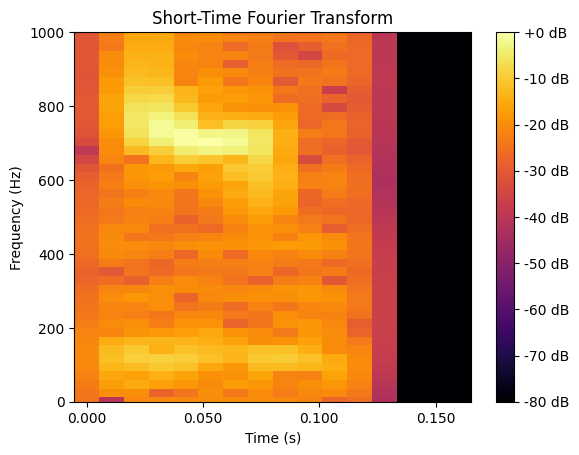 Short-Time Fourier Transform
1000
800
600
400
200
0
Frequency (Hz)
0.000
0.050
0.100
0.150
Time (s)
+0 dB
-10 dB
-20 dB
-30 dB
-40 dB
-50 dB
-60 dB
-70 dB
-80 dB